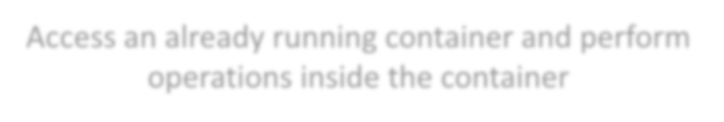 Access an already running container and perform
operations inside the container